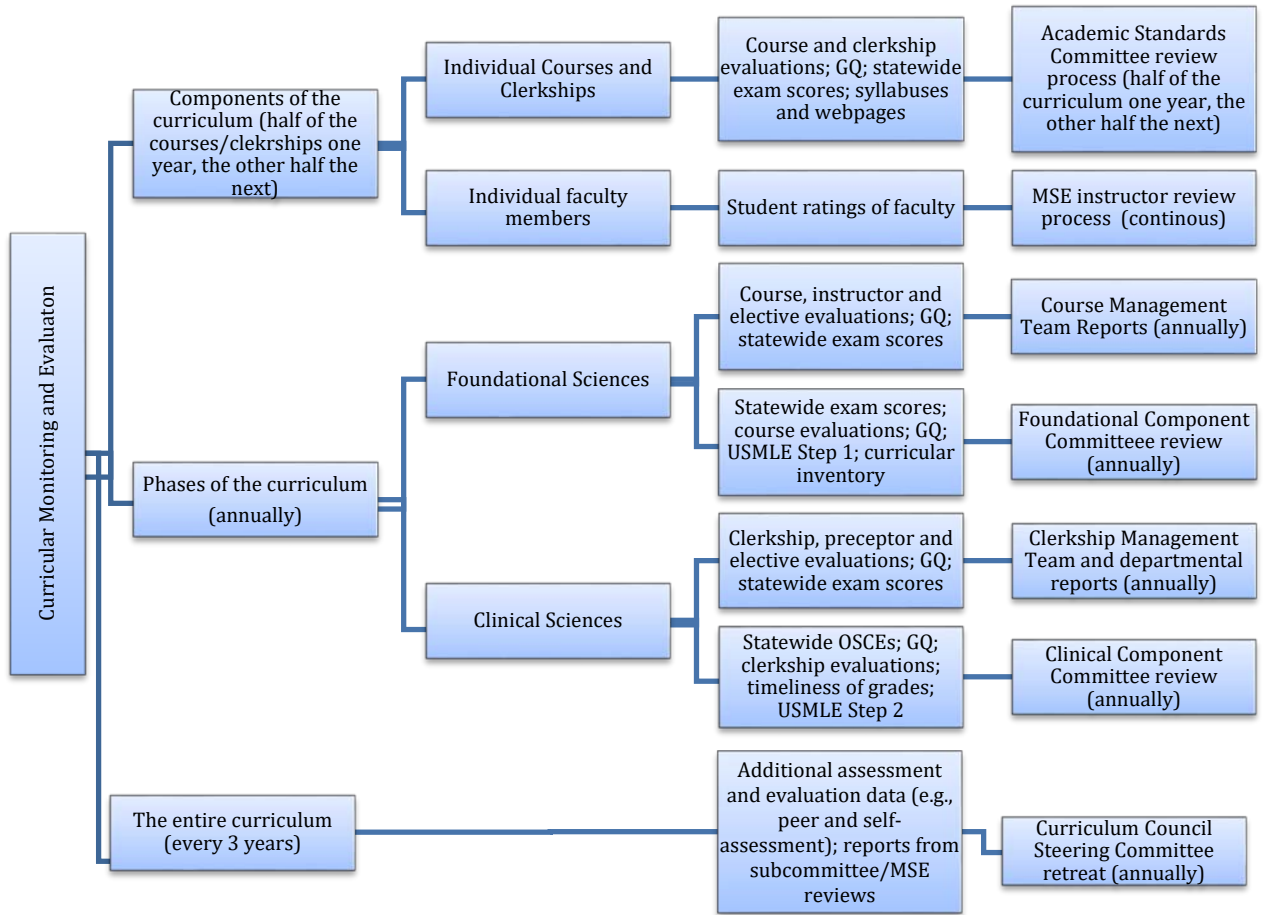 Curricular Monitoring and Evaluaton
Components of the
curriculum (half of the
courses/clekrships one
year, the other half the
next)
Individual Courses and
Clerkships
Course and clerkship
evaluations; GQ; statewide
exam scores; syllabuses
and webpages
Academic Standards
Committee review
process (half of the
curriculum one year, the
other half the next)
Individual faculty
members
Student ratings of faculty
MSE instructor review
process (continous)
Phases of the curriculum
(annually)
Foundational Sciences
Course, instructor and
elective evaluations; GQ;
statewide exam scores
Course Management
Team Reports (annually)
Statewide exam scores;
course evaluations; GQ;
USMLE Step 1; curricular
inventory
Foundational Component
Committeee review
(annually)
Clinical Sciences
Clerkship, preceptor and
elective evaluations; GQ;
statewide exam scores
Clerkship Management
Team and departmental
reports (annually)
Statewide OSCEs; GQ;
clerkship evaluations;
timeliness of grades;
USMLE Step 2
Clinical Component
Committee review
(annually)
The entire curriculum
(every 3 years)
Additional assessment
and evaluation data (e.g.,
peer and self-
assessment); reports from
subcommittee/MSE
reviews
Curriculum Council
Steering Committee
retreat (annually)